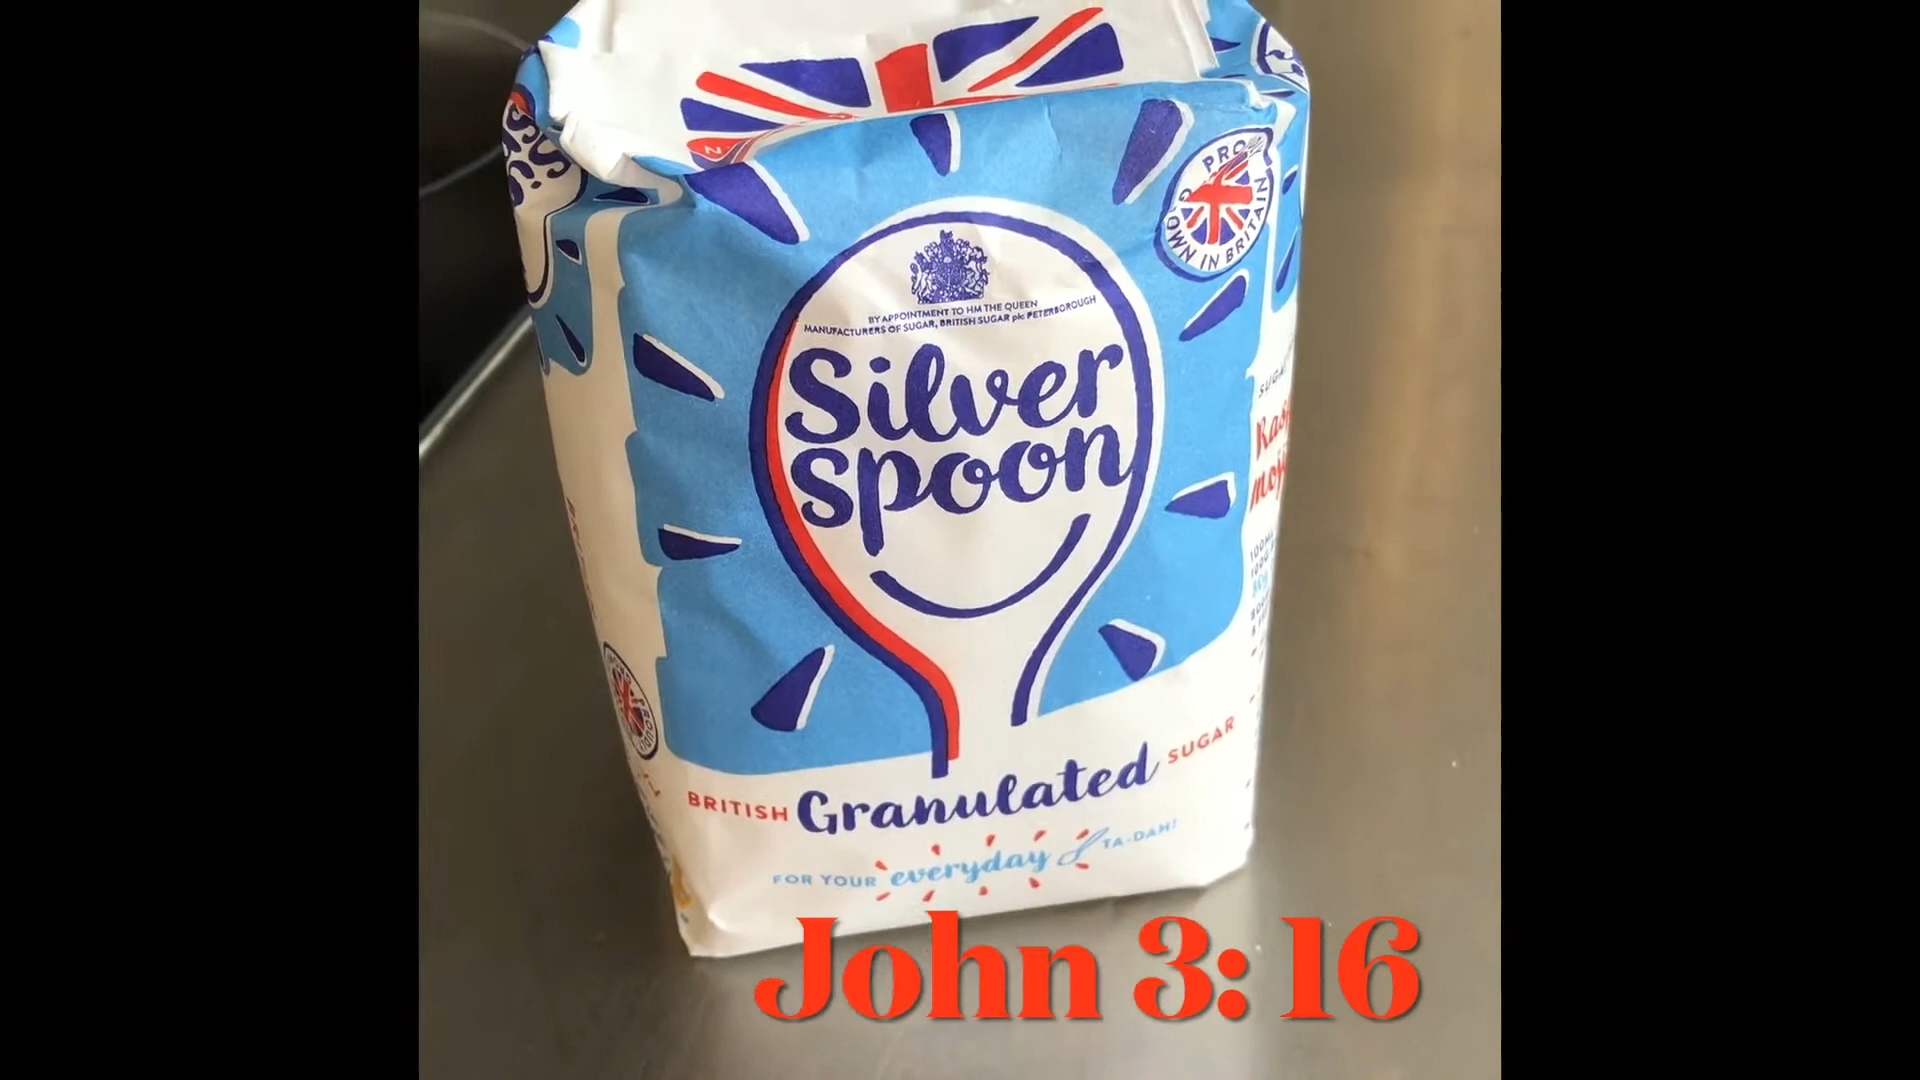 PROUD
GROWN IN BRITAIN
BY APPOINTMENT TO HM THE QUEEN
MANUFACTURERS OF SUGAR, BRITISH SUGAR plc PETERBOROUGH
Silver
Spoon
BRITISH Granulated SUGAR
FOR YOUR everyday TA-DAH!
John 3:16